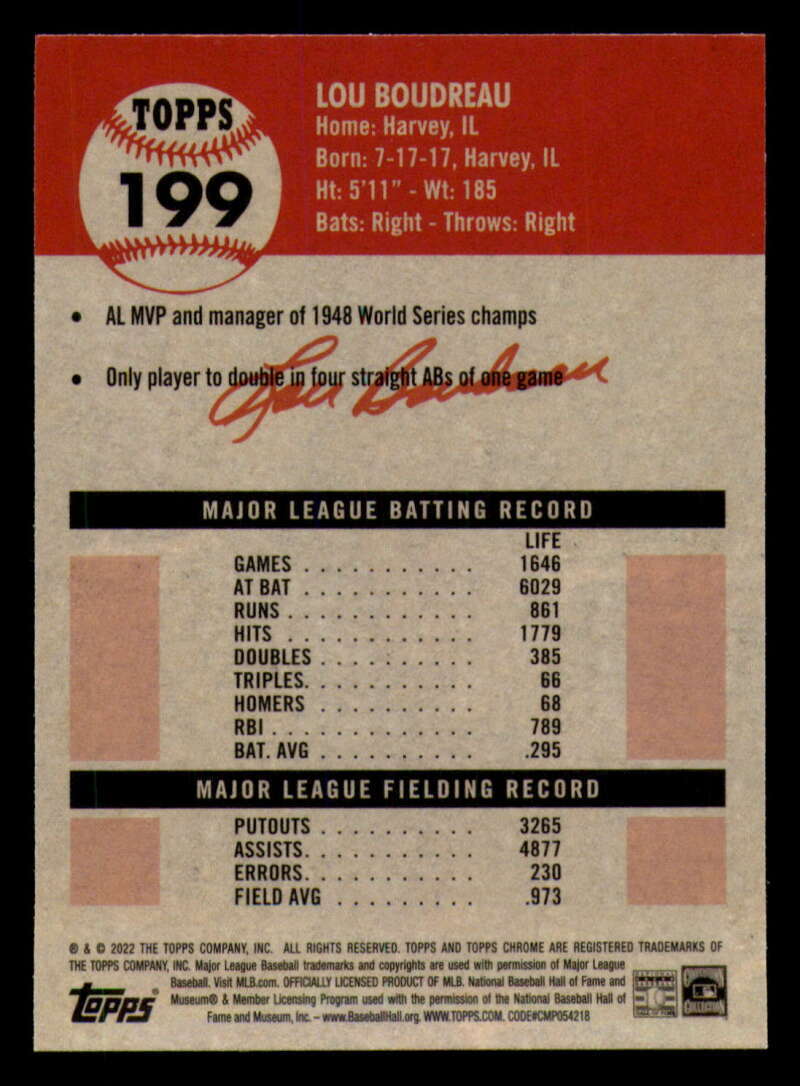 TOPPS
199
LOU BOUDREAU
Home: Harvey, IL
Born: 7-17-17, Harvey, IL
Ht: 5'11" - Wt: 185
Bats: Right - Throws: Right
• AL MVP and manager of 1948 World Series champs
• Only player to double in four straight ABs of one game
Lou Boudreau
MAJOR LEAGUE BATTING RECORD
LIFE
GAMES . . . . . . . . . . . 1646
AT BAT . . . . . . . . . . . 6029
RUNS . . . . . . . . . . . . 861
HITS . . . . . . . . . . . . 1779
DOUBLES . . . . . . . . . . 385
TRIPLES. . . . . . . . . . . 66
HOMERS . . . . . . . . . . 68
RBI . . . . . . . . . . . . . 789
BAT. AVG . . . . . . . . . . .295
MAJOR LEAGUE FIELDING RECORD
PUTOUTS . . . . . . . . . . 3265
ASSISTS. . . . . . . . . . . 4877
ERRORS. . . . . . . . . . . 230
FIELD AVG . . . . . . . . . .973
® & © 2022 THE TOPPS COMPANY, INC. ALL RIGHTS RESERVED. TOPPS AND TOPPS CHROME ARE REGISTERED TRADEMARKS OF
THE TOPPS COMPANY, INC. Major League Baseball trademarks and copyrights are used with permission of Major League
Baseball. Visit MLB.com. OFFICIALLY LICENSED PRODUCT OF MLB. National Baseball Hall of Fame and
Museum® & Member Licensing Program used with the permission of the National Baseball Hall of
Fame and Museum, Inc. – www.BaseballHall.org. WWW.TOPPS.COM. CODE#CMP054218
Topps®